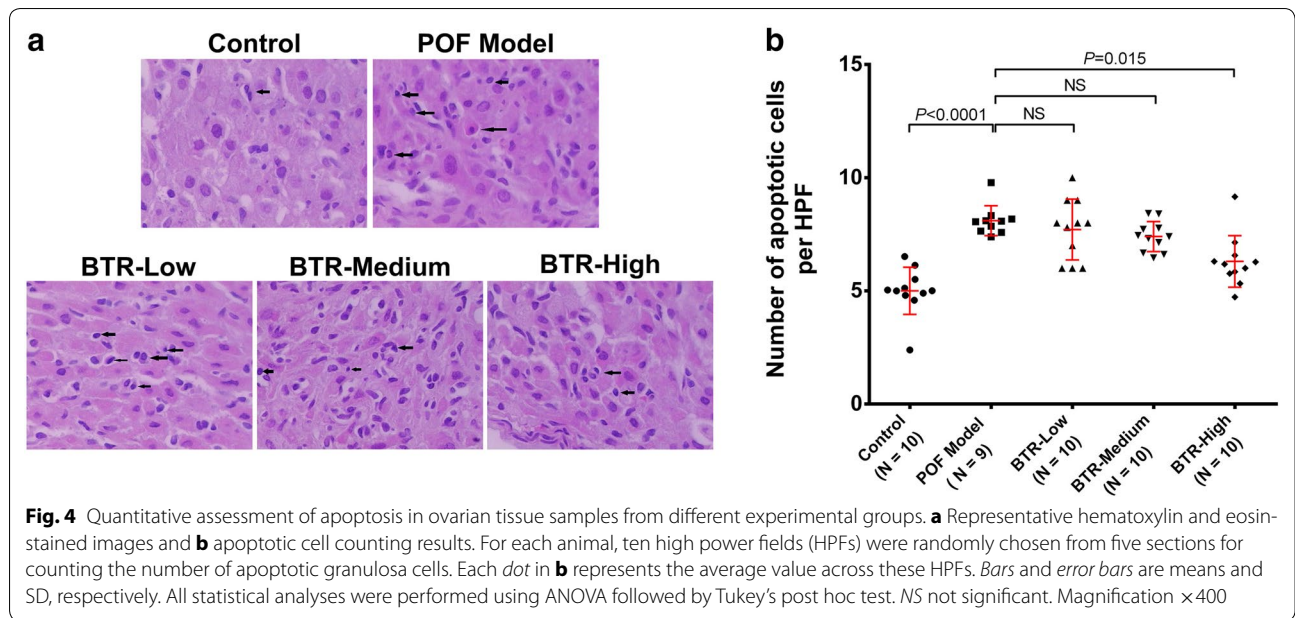 a
Control
POF Model
BTR-Low
BTR-Medium
BTR-High
b
P=0.015
NS
P<0.0001
NS
Number of apoptotic cells
per HPF
15
10
5
0
Control
(N = 10)
POF Model
( N = 9)
BTR-Low
(N = 10)
BTR-Medium
(N = 10)
BTR-High
(N = 10)
Fig. 4 Quantitative assessment of apoptosis in ovarian tissue samples from different experimental groups. a Representative hematoxylin and eosin-
stained images and b apoptotic cell counting results. For each animal, ten high power fields (HPFs) were randomly chosen from five sections for
counting the number of apoptotic granulosa cells. Each dot in b represents the average value across these HPFs. Bars and error bars are means and
SD, respectively. All statistical analyses were performed using ANOVA followed by Tukey's post hoc test. NS not significant. Magnification ×400